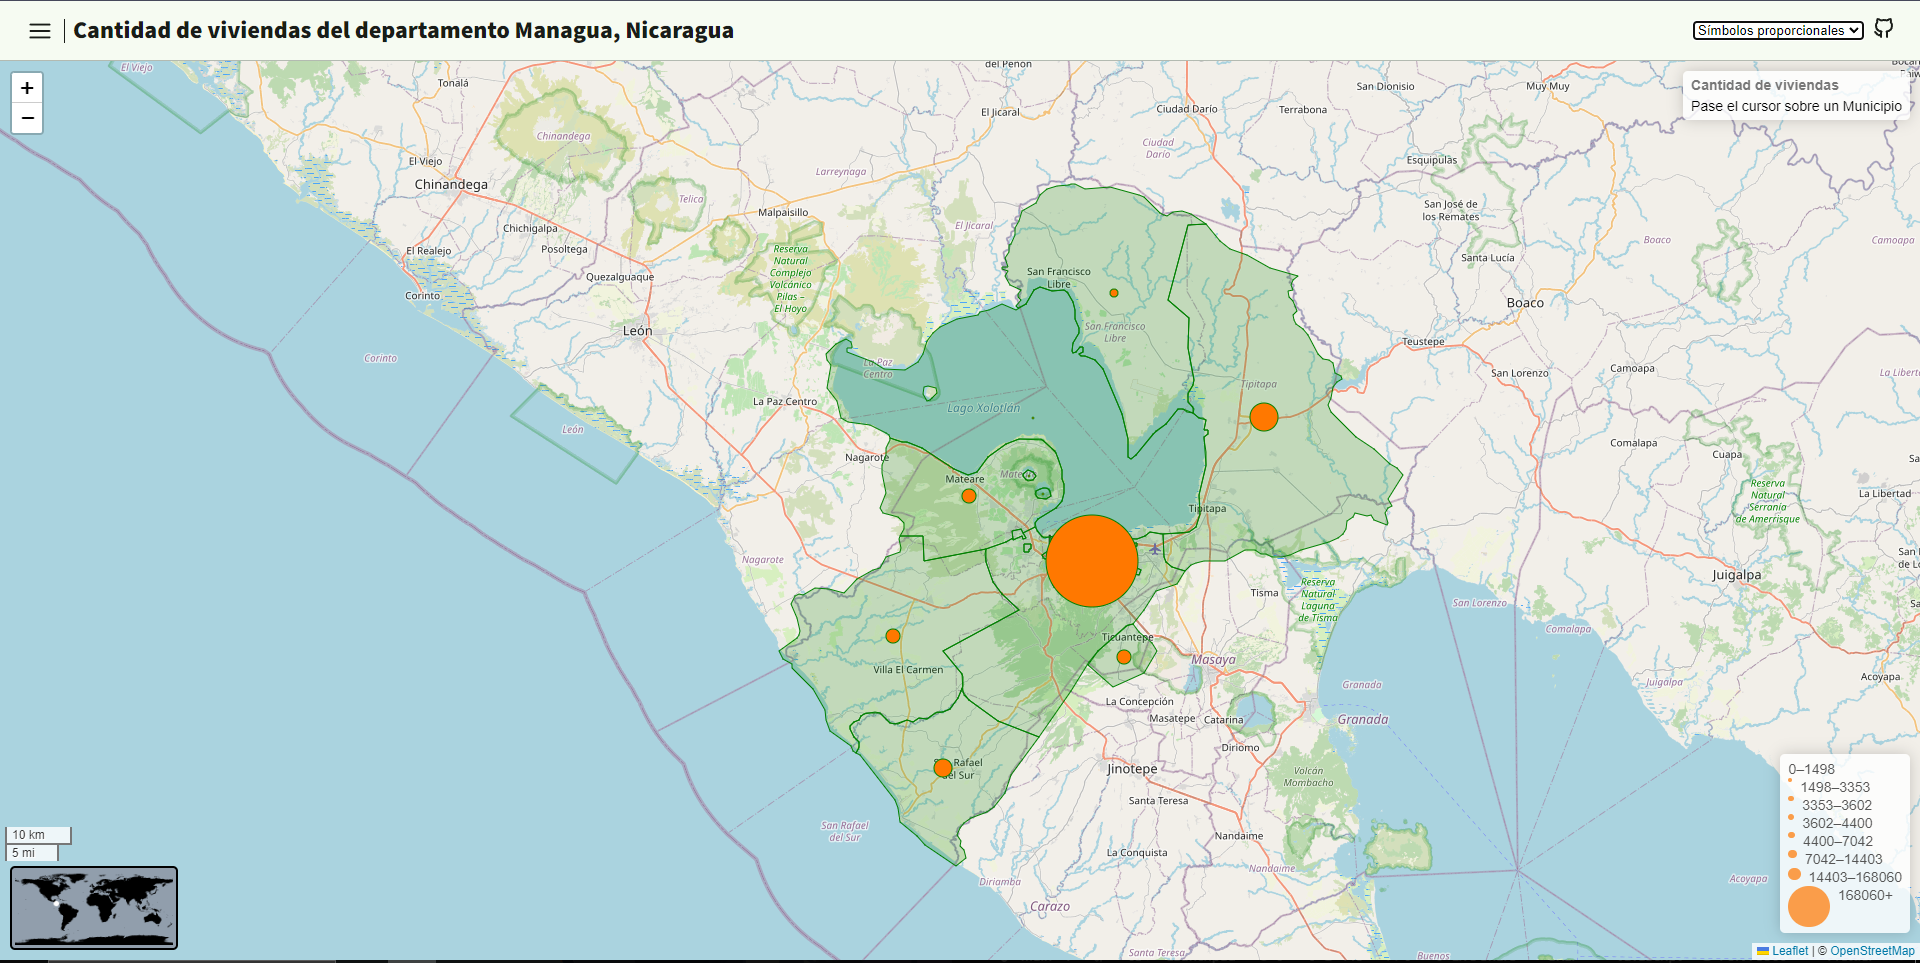 Cantidad de viviendas del departamento Managua, Nicaragua
Símbolos proporcionales
+
−
Cantidad de viviendas
Pase el cursor sobre un Municipio
El Viejo
Tonalá
del Peñón
San Dionisio
Muy Muy
El Jicaral
Ciudad Darío
Terrabona
Chinandega
Ciudad
Darío
El Viejo
Esquipulas
Larreynaga
Chinandega
Telica
San José de
los Remates
Malpaisillo
Chichigalpa
El Jicaral
Boaco
Camoapa
Posoltega
El Realejo
Reserva
Natural
Complejo
Volcánico
Pilas –
El Hoyo
Santa Lucía
San Francisco
Libre
Quezalguaque
Corinto
Boaco
León
San Francisco
Libre
Teustepe
Corinto
La Paz
Centro
Camoapa
San Lorenzo
La Libertad
Tipitapa
La Paz Centro
Lago Xolotlán
León
Comalapa
Cuapa
Nagarote
Mateare
Reserva
Natural
Serranía
de Amerrisque
La Libertad
Tipitapa
Nagarote
Juigalpa
Reserva
Natural
Laguna
de Tisma
Tisma
San Lorenzo
Comalapa
Ticuantepe
Masaya
Villa El Carmen
Acoyapa
Granada
Juigalpa
La Concepción
Masatepe
Catarina
Granada
Diriomo
Rafael
del Sur
Jinotepe
Volcán
Mombacho
Santa Teresa
San Rafael
del Sur
Nandaime
La Conquista
Nandaime
Diriamba
Acoyapa
Carazo
Santa Teresa
Buenos
10 km
5 mi
0–1498
1498–3353
3353–3602
3602–4400
4400–7042
7042–14403
14403–168060
168060+
Leaflet | © OpenStreetMap